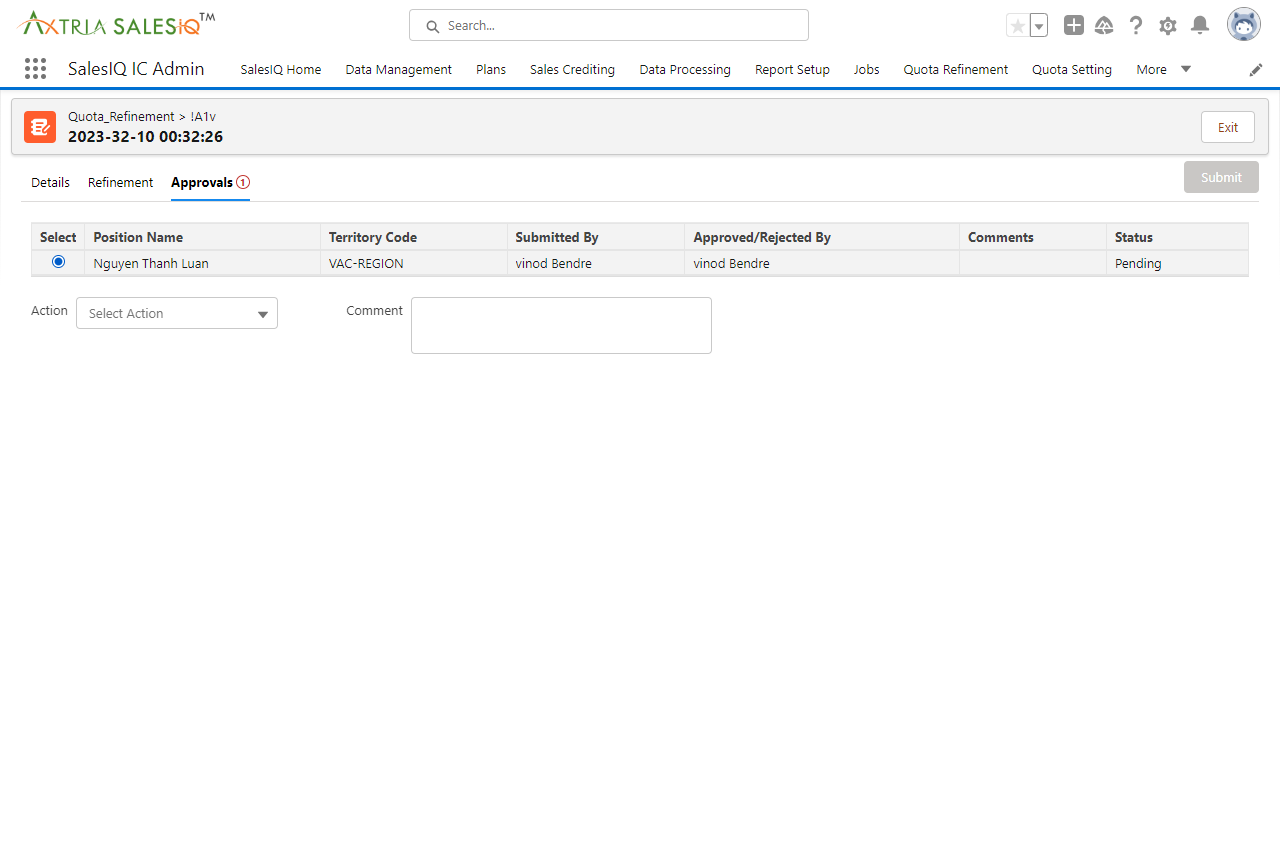 AXTRIA SALESIQ™
Search...
SalesIQ IC Admin
SalesIQ Home
Data Management
Plans
Sales Crediting
Data Processing
Report Setup
Jobs
Quota Refinement
Quota Setting
More
Quota_Refinement > !A1v
2023-32-10 00:32:26
Exit
Details
Refinement
Approvals 1
Submit
Select Position Name Territory Code Submitted By Approved/Rejected By Comments Status
Nguyen Thanh Luan VAC-REGION vinod Bendre vinod Bendre Pending
Action
Select Action
Comment